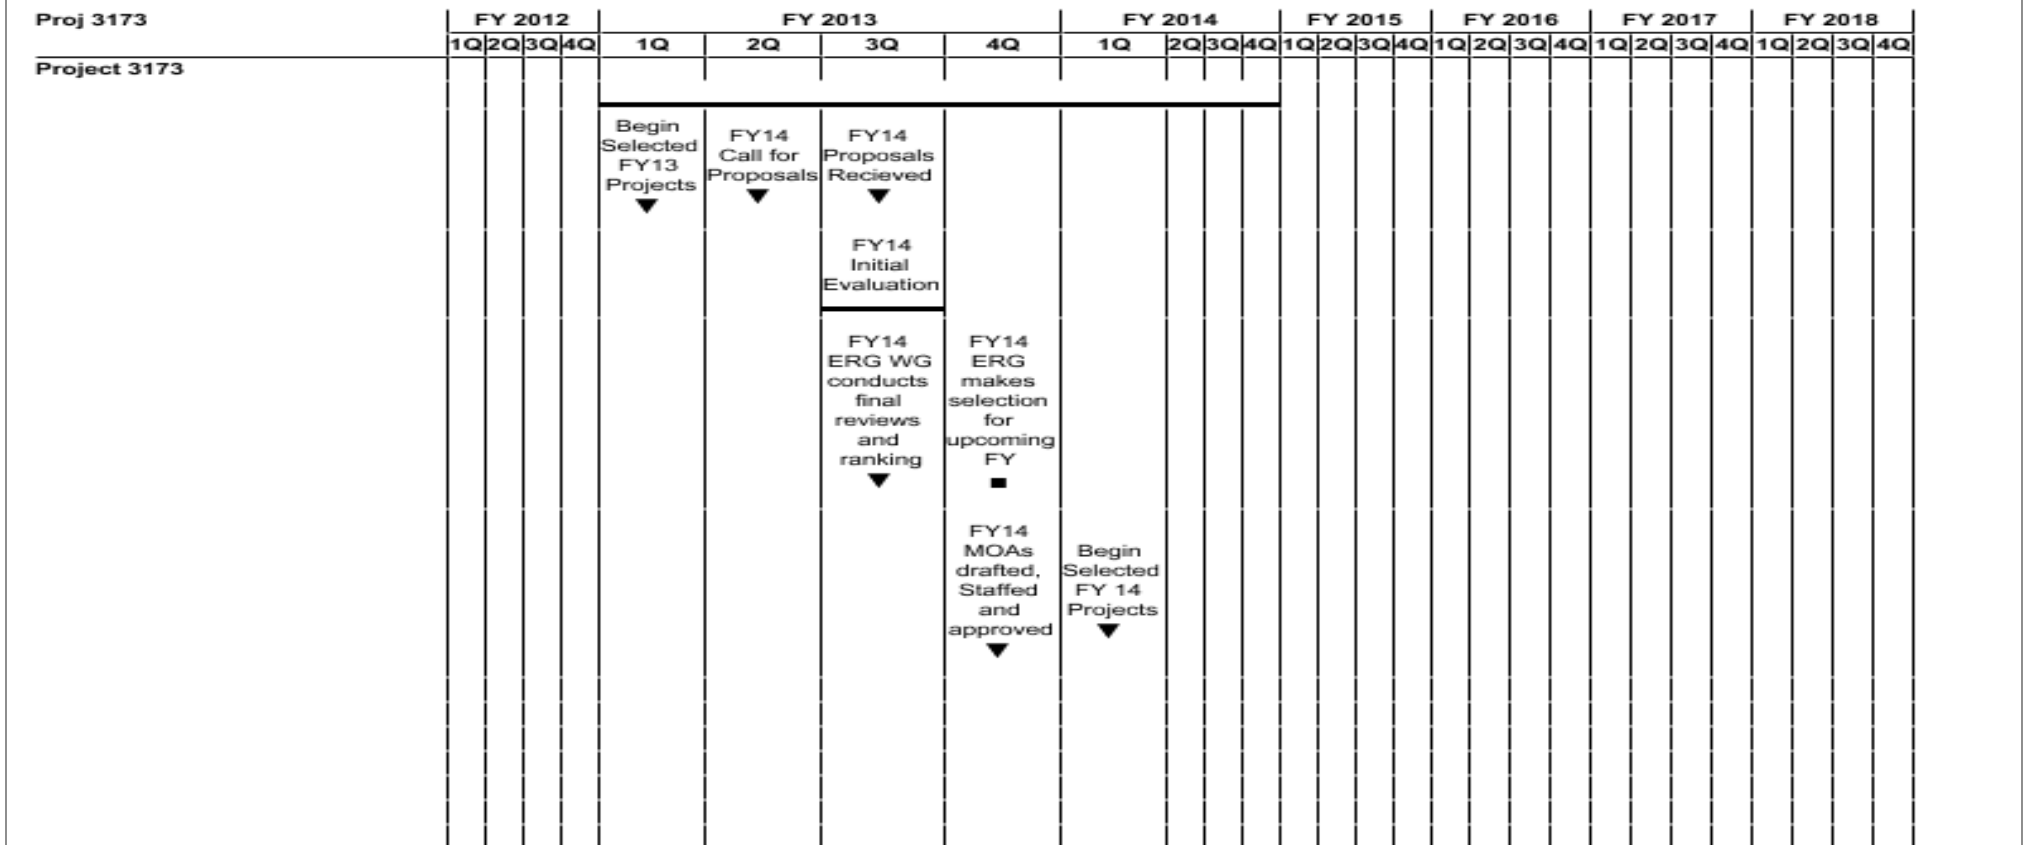 Proj 3173 FY 2012 FY 2013 FY 2014 FY 2015 FY 2016 FY 2017 FY 2018
1Q 2Q 3Q 4Q 1Q 2Q 3Q 4Q 1Q 2Q 3Q 4Q 1Q 2Q 3Q 4Q 1Q 2Q 3Q 4Q 1Q 2Q 3Q 4Q 1Q 2Q 3Q 4Q
Project 3173
Begin
Selected
FY13
Projects
FY14
Call for
Proposals
FY14
Proposals
Recieved
FY14
Initial
Evaluation
FY14
ERG WG
conducts
final
reviews
and
ranking
FY14
ERG
makes
selection
for
upcoming
FY
FY14
MOAs
drafted,
Staffed
and
approved
Begin
Selected
FY 14
Projects